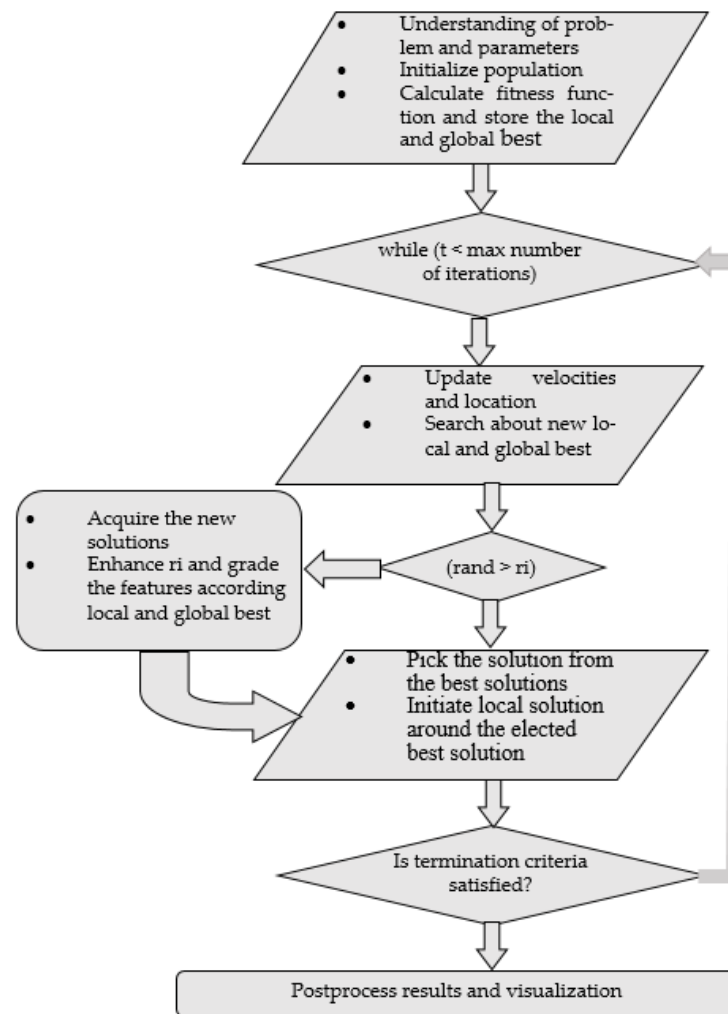 • Understanding of prob-
lem and parameters
• Initialize population
• Calculate fitness func-
tion and store the local
and global best
while (t < max number
of iterations)
• Update velocities
and location
• Search about new lo-
cal and global best
• Acquire the new
solutions
• Enhance ri and grade
the features according
local and global best
(rand > ri)
• Pick the solution from
the best solutions
• Initiate local solution
around the elected
best solution
Is termination criteria
satisfied?
Postprocess results and visualization